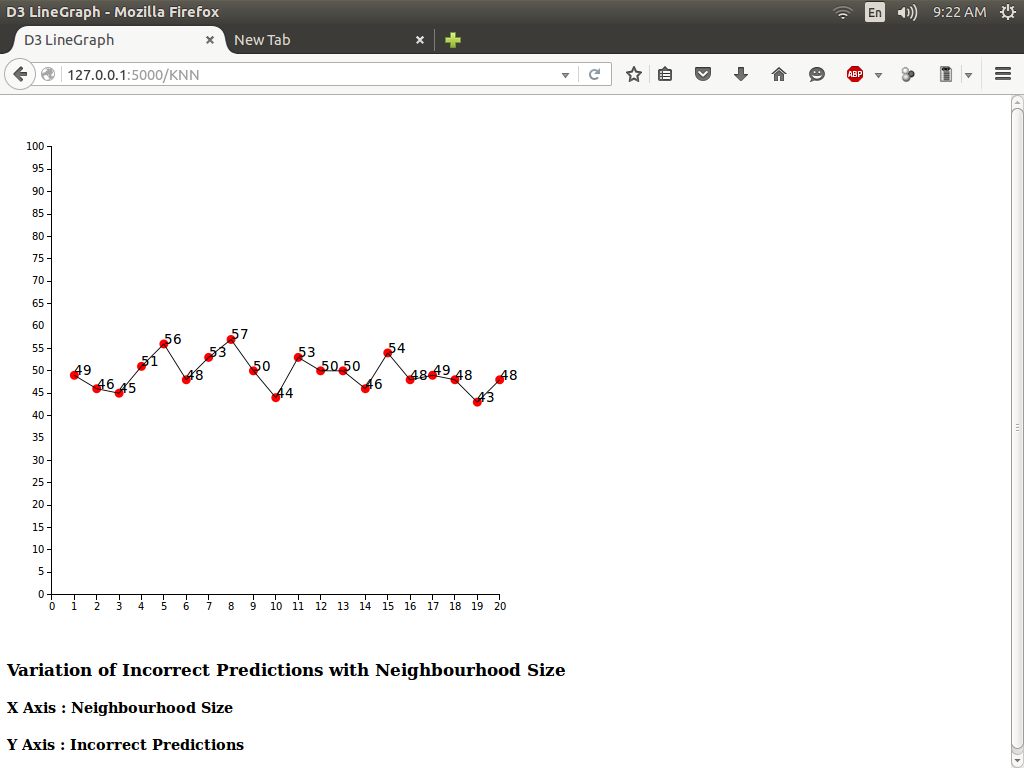 D3 LineGraph - Mozilla Firefox En 9:22 AM
D3 LineGraph New Tab
127.0.0.1:5000/KNN ABP
100
95
90
85
80
75
70
65
60
55
50
45
40
35
30
25
20
15
10
5
0
49 46 45 51 56 48 53 57 50 44 53 50 50 46 54 48 49 48 43 48
0 1 2 3 4 5 6 7 8 9 10 11 12 13 14 15 16 17 18 19 20
Variation of Incorrect Predictions with Neighbourhood Size
X Axis : Neighbourhood Size
Y Axis : Incorrect Predictions